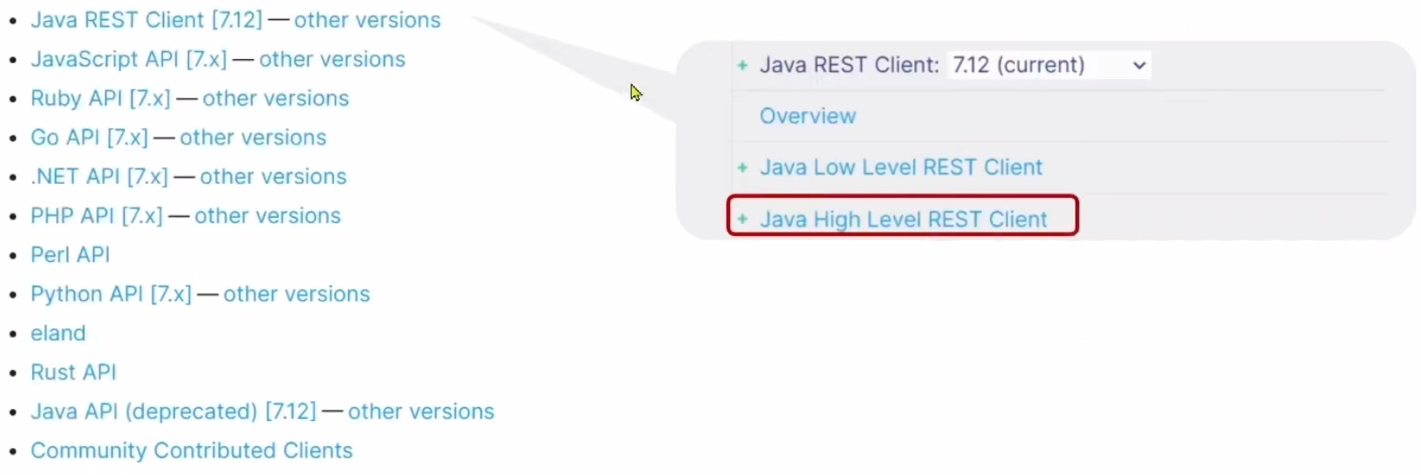 Java REST Client [7.12] — other versions
JavaScript API [7.x] — other versions
Ruby API [7.x] — other versions
Go API [7.x] — other versions
.NET API [7.x] — other versions
PHP API [7.x] — other versions
Perl API
Python API [7.x] — other versions
eland
Rust API
Java API (deprecated) [7.12] — other versions
Community Contributed Clients
+ Java REST Client: 7.12 (current)
Overview
+ Java Low Level REST Client
+ Java High Level REST Client